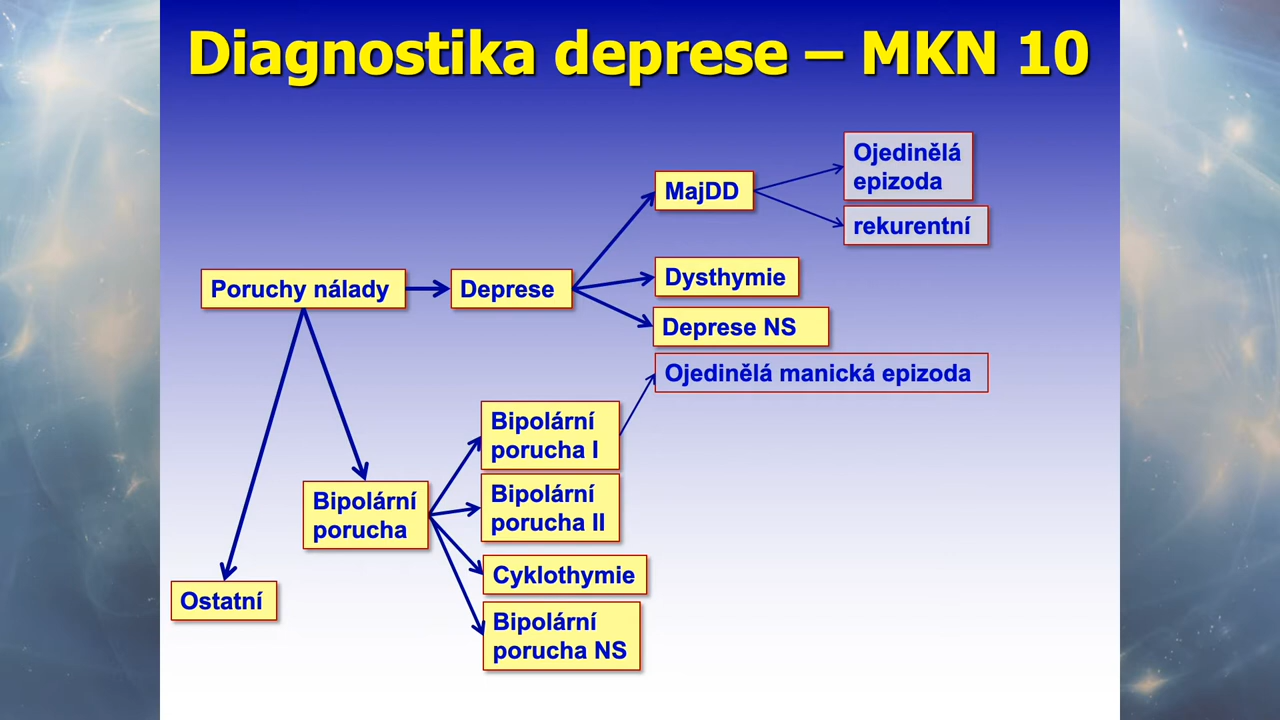 Diagnostika deprese – MKN 10
Ojedinělá
epizoda
MajDD
rekurentní
Dysthymie
Poruchy nálady
Deprese
Deprese NS
Ojedinělá manická epizoda
Bipolární
porucha I
Bipolární
porucha II
Bipolární
porucha
Cyklothymie
Ostatní
Bipolární
porucha NS